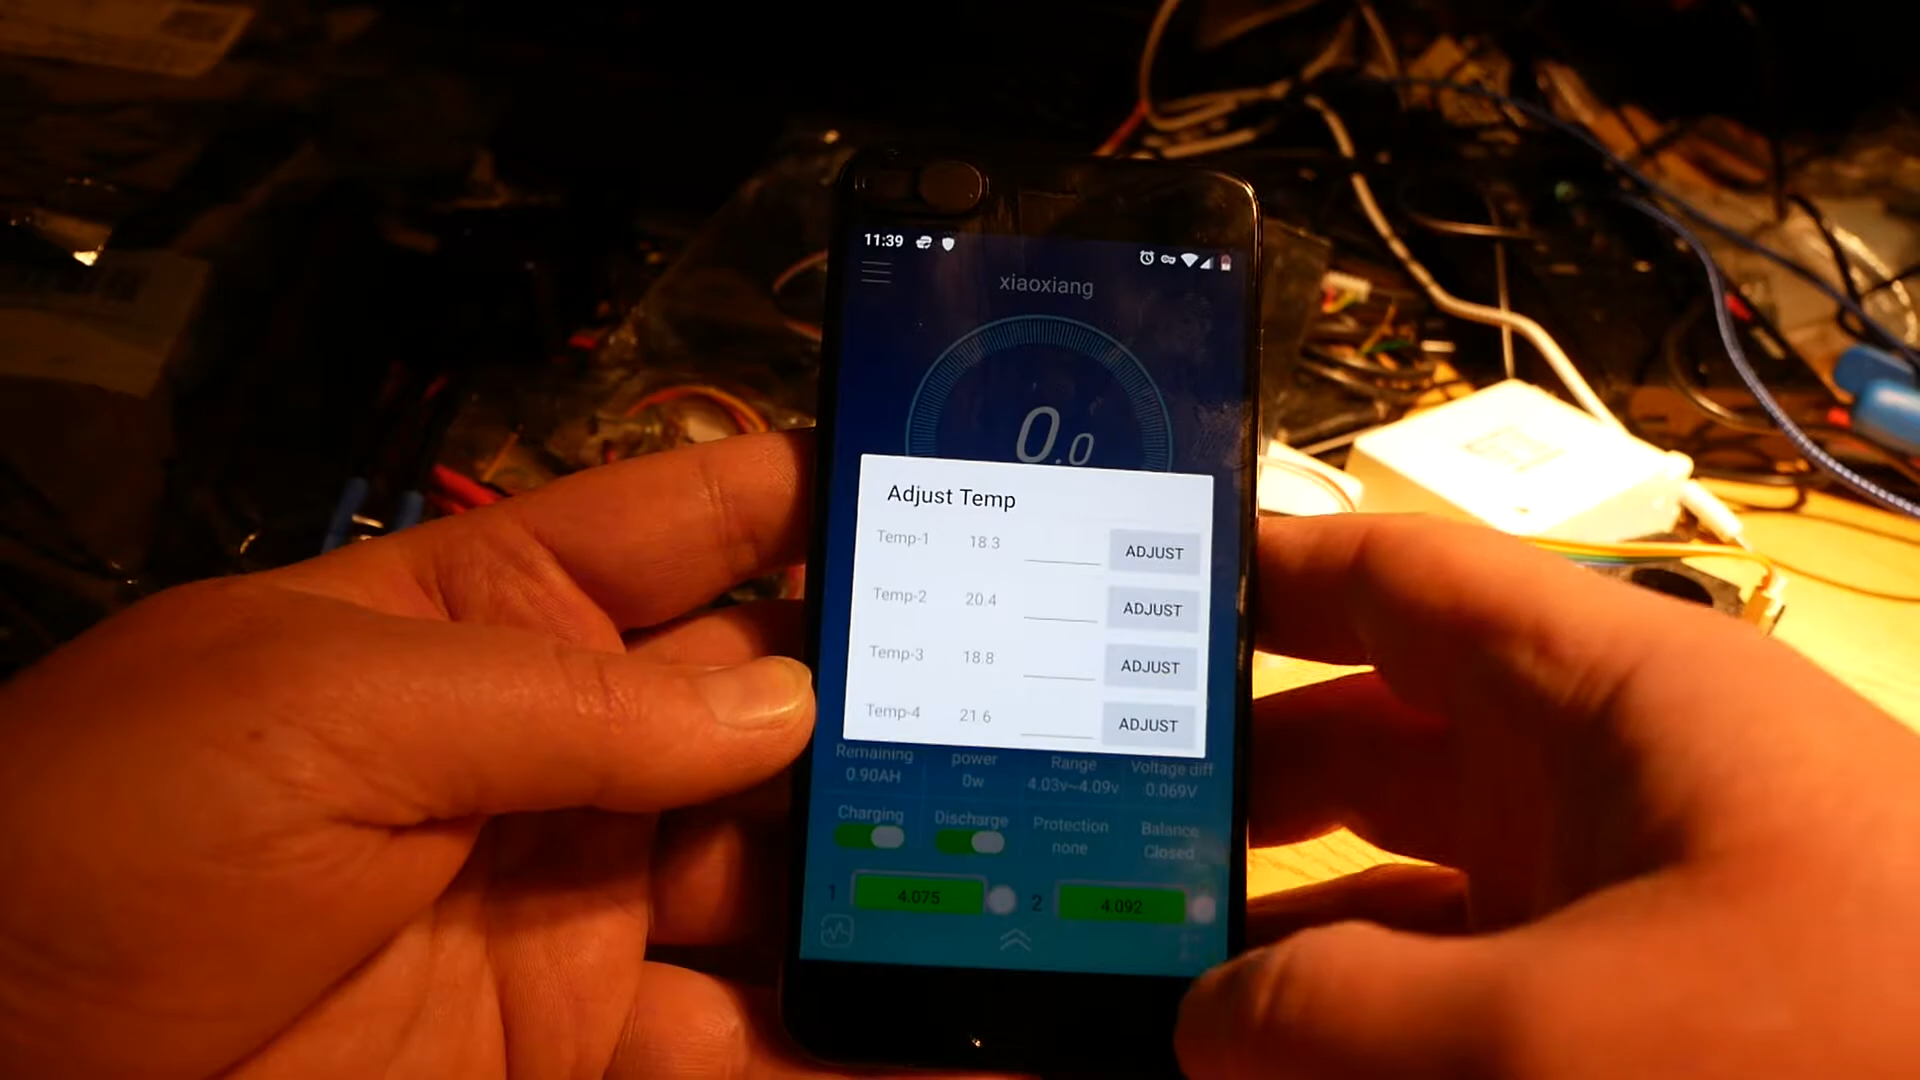 11:39
xiaoxiang
0.0
Adjust Temp
Temp-1 18.3 ADJUST
Temp-2 20.4 ADJUST
Temp-3 18.8 ADJUST
Temp-4 21.6 ADJUST
Remaining power Range Voltage diff
0.90AH 0w 4.03v~4.09v 0.069V
Charging Discharge Protection Balance
none Closed
1 4.075 2 4.092